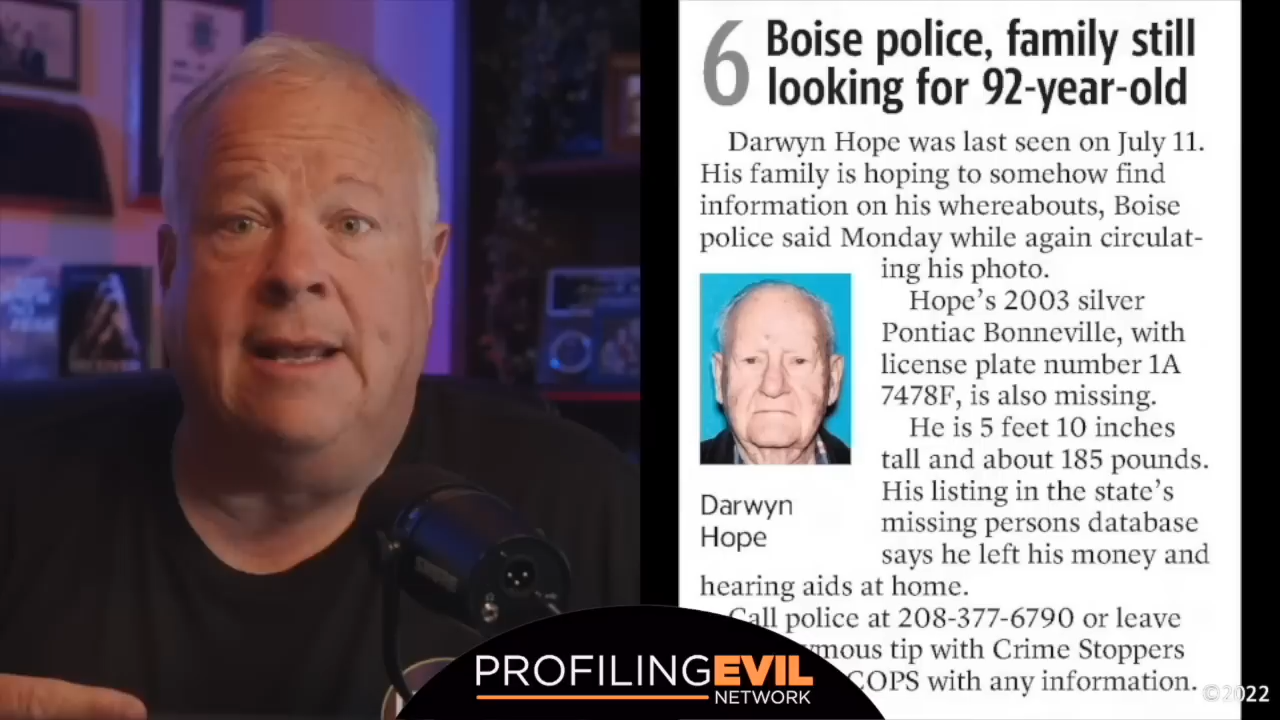 6 Boise police, family still
looking for 92-year-old
Darwyn Hope was last seen on July 11.
His family is hoping to somehow find
information on his whereabouts, Boise
police said Monday while again circulat-
ing his photo.
Hope's 2003 silver
Pontiac Bonneville, with
license plate number 1A
7478F, is also missing.
He is 5 feet 10 inches
tall and about 185 pounds.
His listing in the state's
missing persons database
says he left his money and
hearing aids at home.
Darwyn
Hope
Call police at 208-377-6790 or leave
tip with Crime Stoppers
COPS with any information.
PROFILINGEVIL
NETWORK
©2022